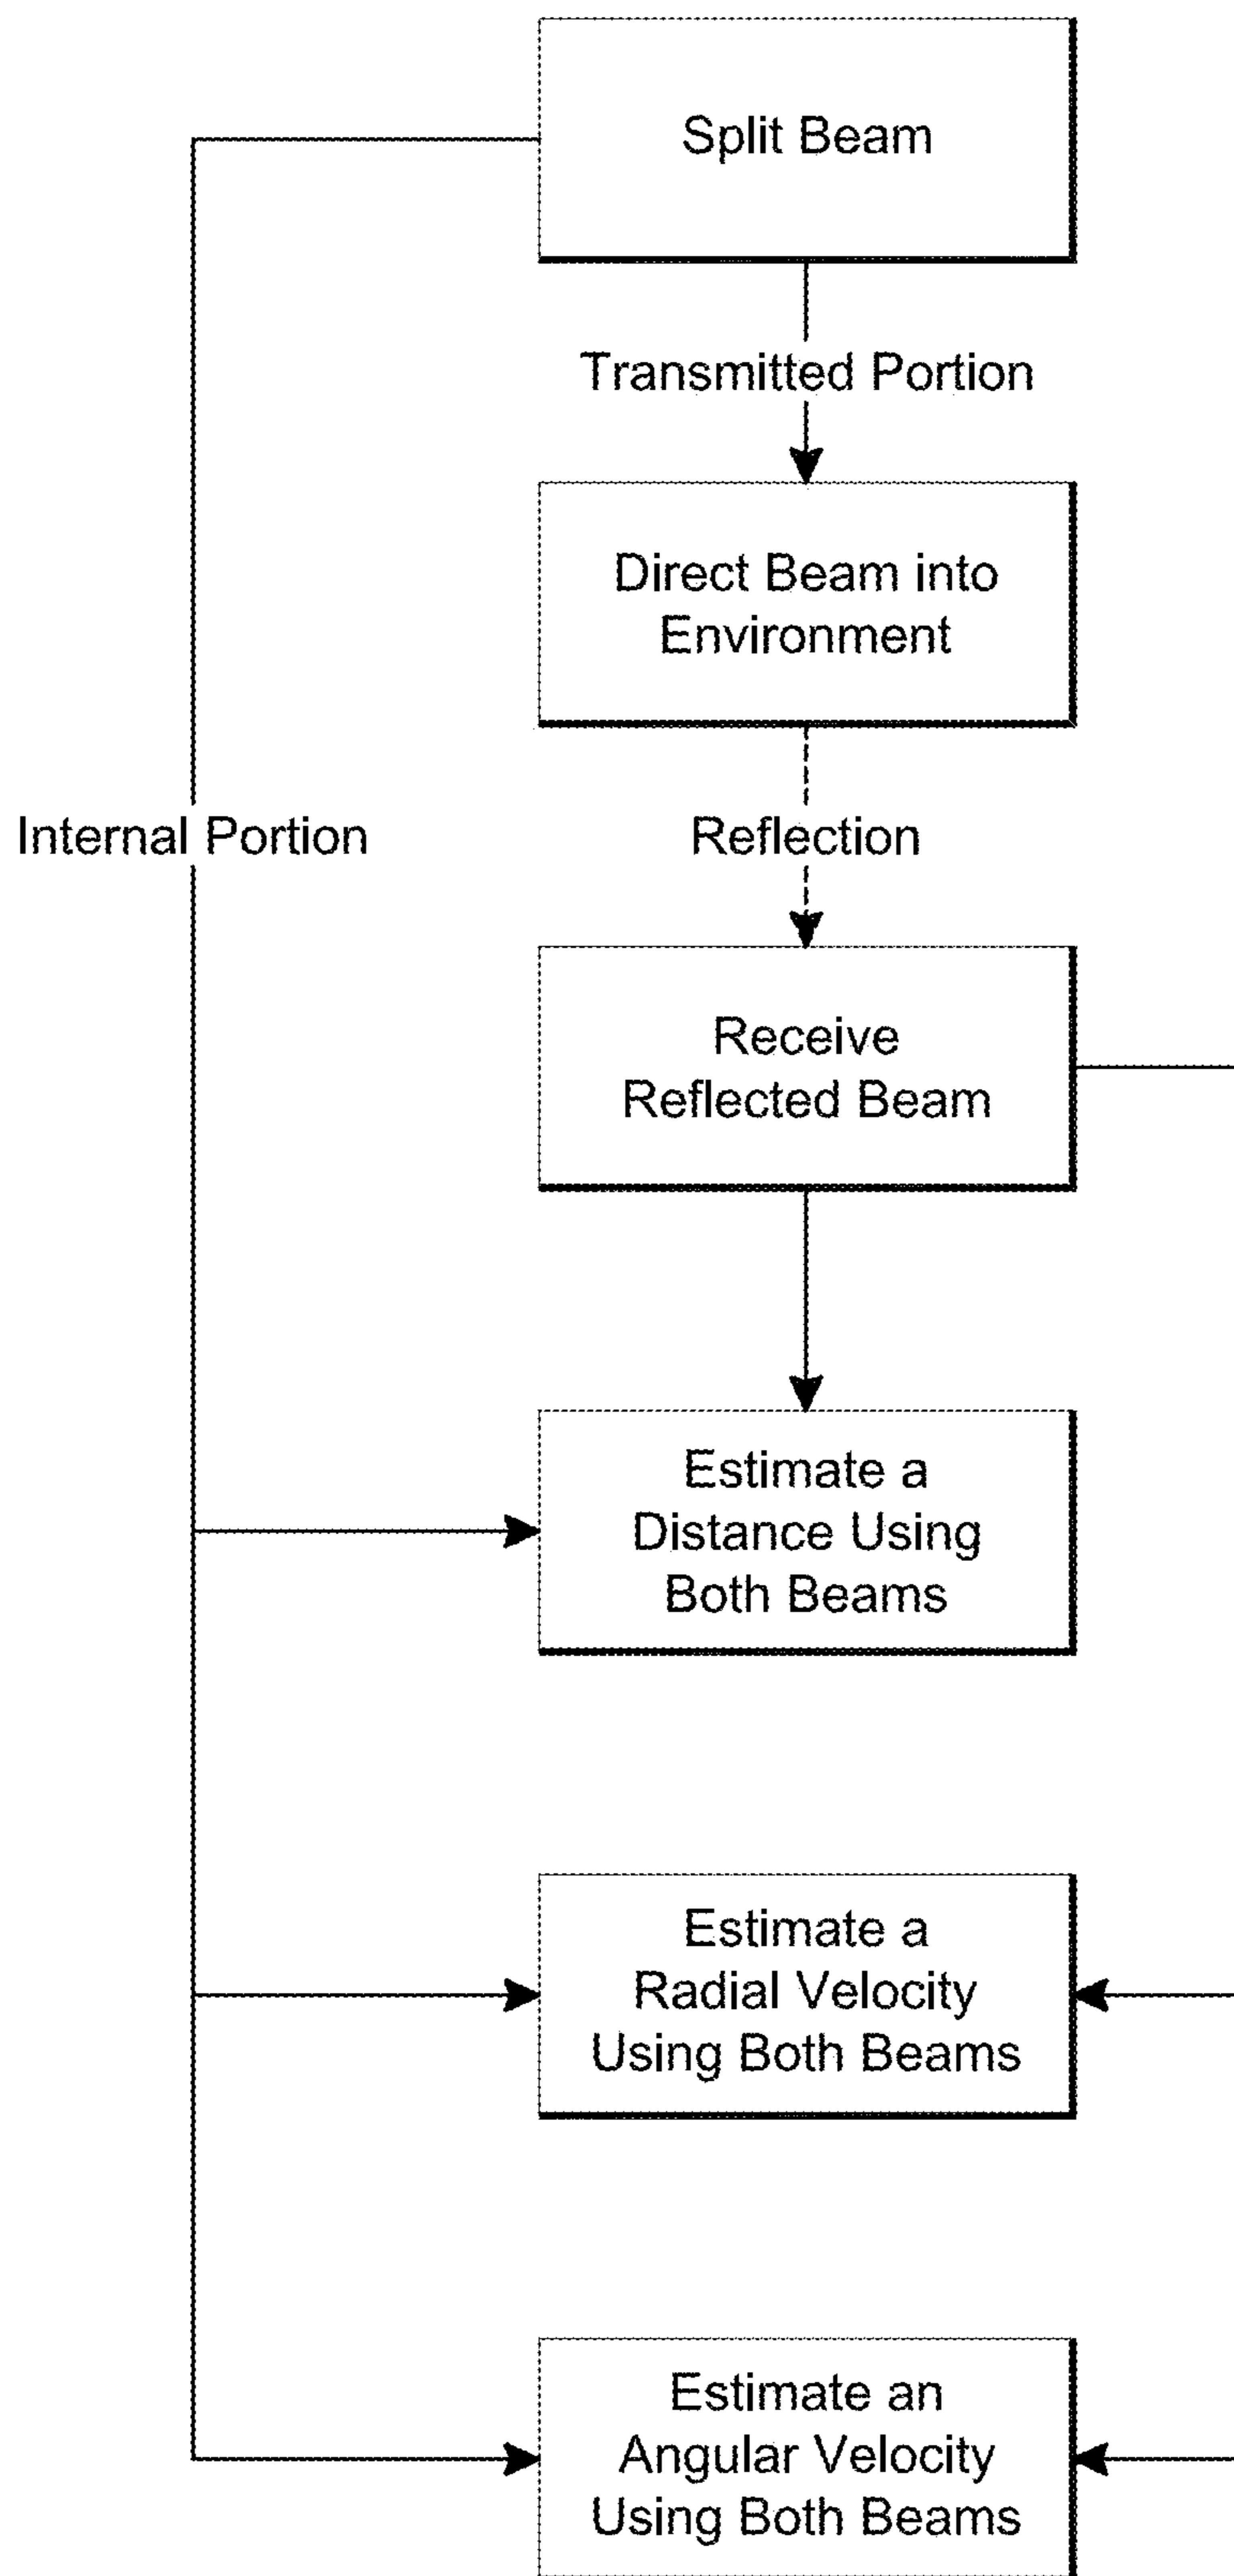 Split Beam
Transmitted Portion
Direct Beam into
Environment
Internal Portion
Reflection
Receive
Reflected Beam
Estimate a
Distance Using
Both Beams
Estimate a
Radial Velocity
Using Both Beams
Estimate an
Angular Velocity
Using Both Beams